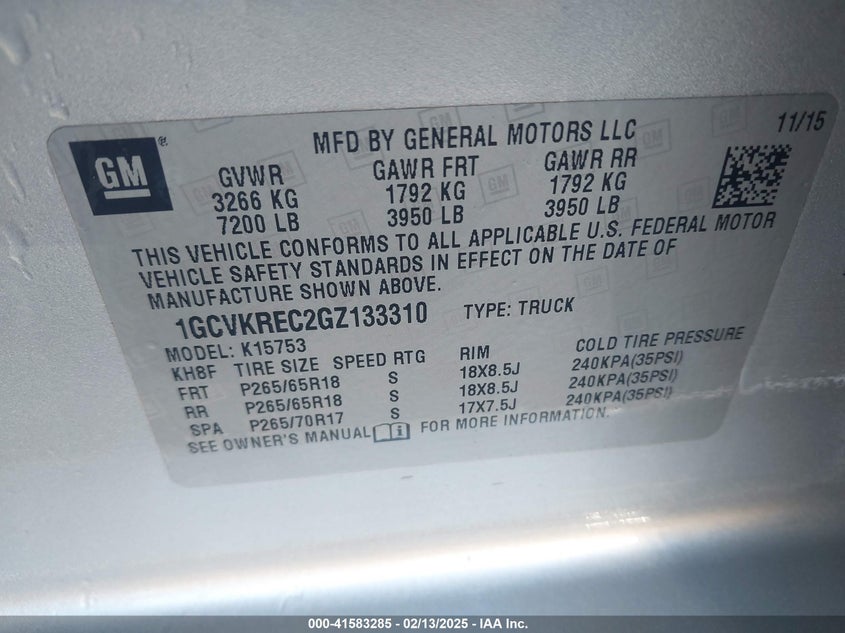 GM
MFD BY GENERAL MOTORS LLC
11/15
GVWR GAWR FRT GAWR RR
3266 KG 1792 KG 1792 KG
7200 LB 3950 LB 3950 LB
THIS VEHICLE CONFORMS TO ALL APPLICABLE U.S. FEDERAL MOTOR
VEHICLE SAFETY STANDARDS IN EFFECT ON THE DATE OF
MANUFACTURE SHOWN ABOVE.
1GCVKREC2GZ133310 TYPE: TRUCK
MODEL: K15753
KH8F TIRE SIZE SPEED RTG RIM COLD TIRE PRESSURE
FRT P265/65R18 S 18X8.5J 240KPA(35PSI)
RR P265/65R18 S 18X8.5J 240KPA(35PSI)
SPA P265/70R17 S 17X7.5J 240KPA(35PSI)
SEE OWNER'S MANUAL FOR MORE INFORMATION.
000-41583285 - 02/13/2025 - IAA Inc.